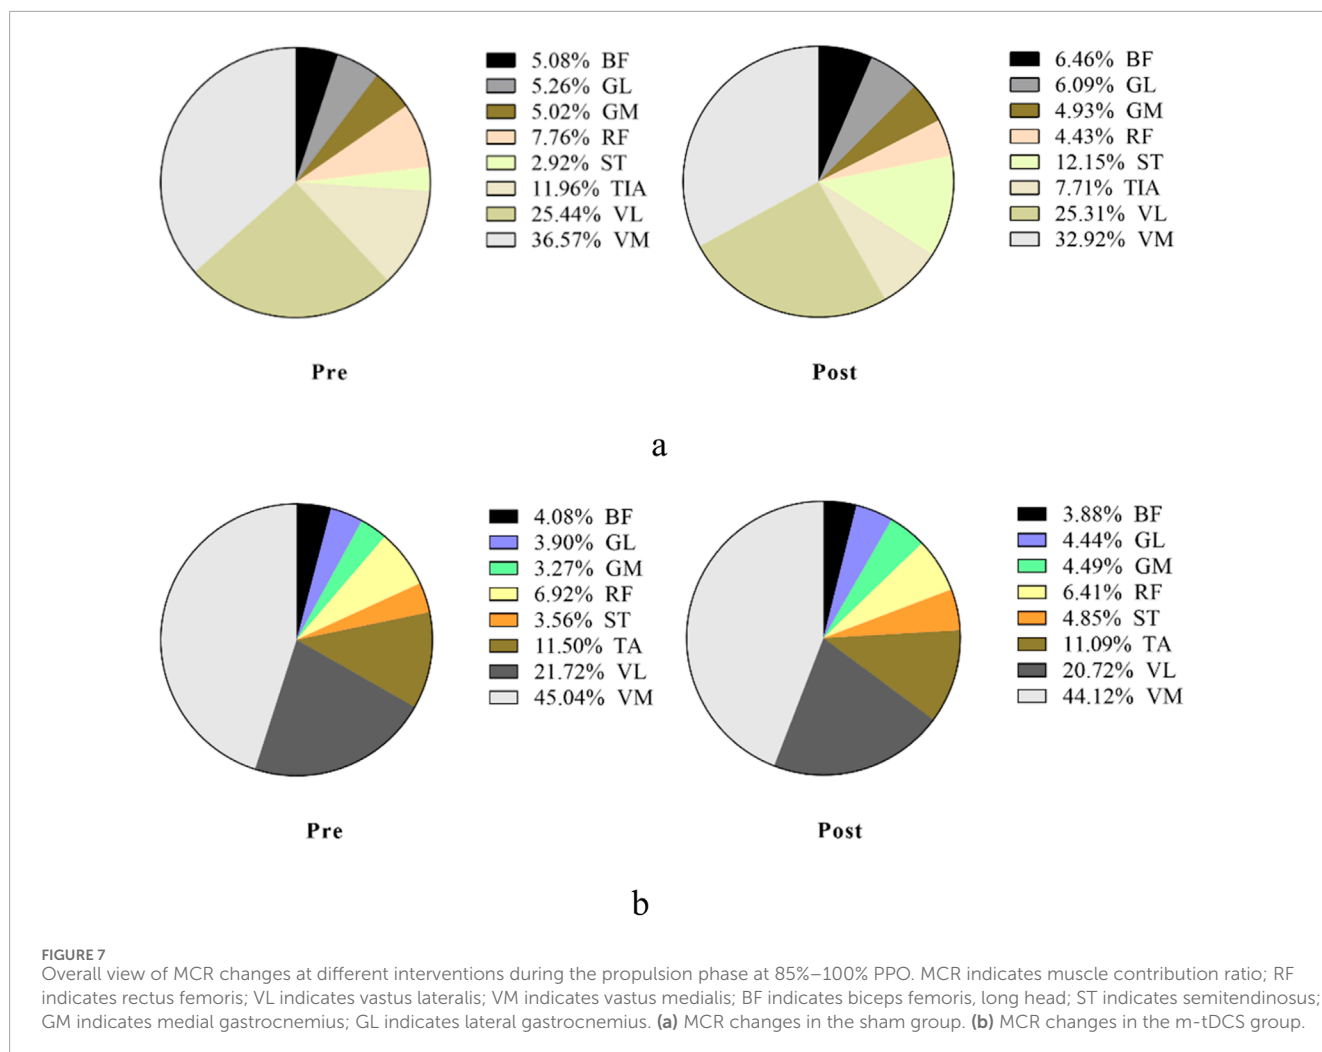 5.08% BF
5.26% GL
5.02% GM
7.76% RF
2.92% ST
11.96% TIA
25.44% VL
36.57% VM
Pre
6.46% BF
6.09% GL
4.93% GM
4.43% RF
12.15% ST
7.71% TIA
25.31% VL
32.92% VM
Post
a
4.08% BF
3.90% GL
3.27% GM
6.92% RF
3.56% ST
11.50% TA
21.72% VL
45.04% VM
Pre
3.88% BF
4.44% GL
4.49% GM
6.41% RF
4.85% ST
11.09% TA
20.72% VL
44.12% VM
Post
b
FIGURE 7
Overall view of MCR changes at different interventions during the propulsion phase at 85%–100% PPO. MCR indicates muscle contribution ratio; RF
indicates rectus femoris; VL indicates vastus lateralis; VM indicates vastus medialis; BF indicates biceps femoris, long head; ST indicates semitendinosus;
GM indicates medial gastrocnemius; GL indicates lateral gastrocnemius. (a) MCR changes in the sham group. (b) MCR changes in the m-tDCS group.